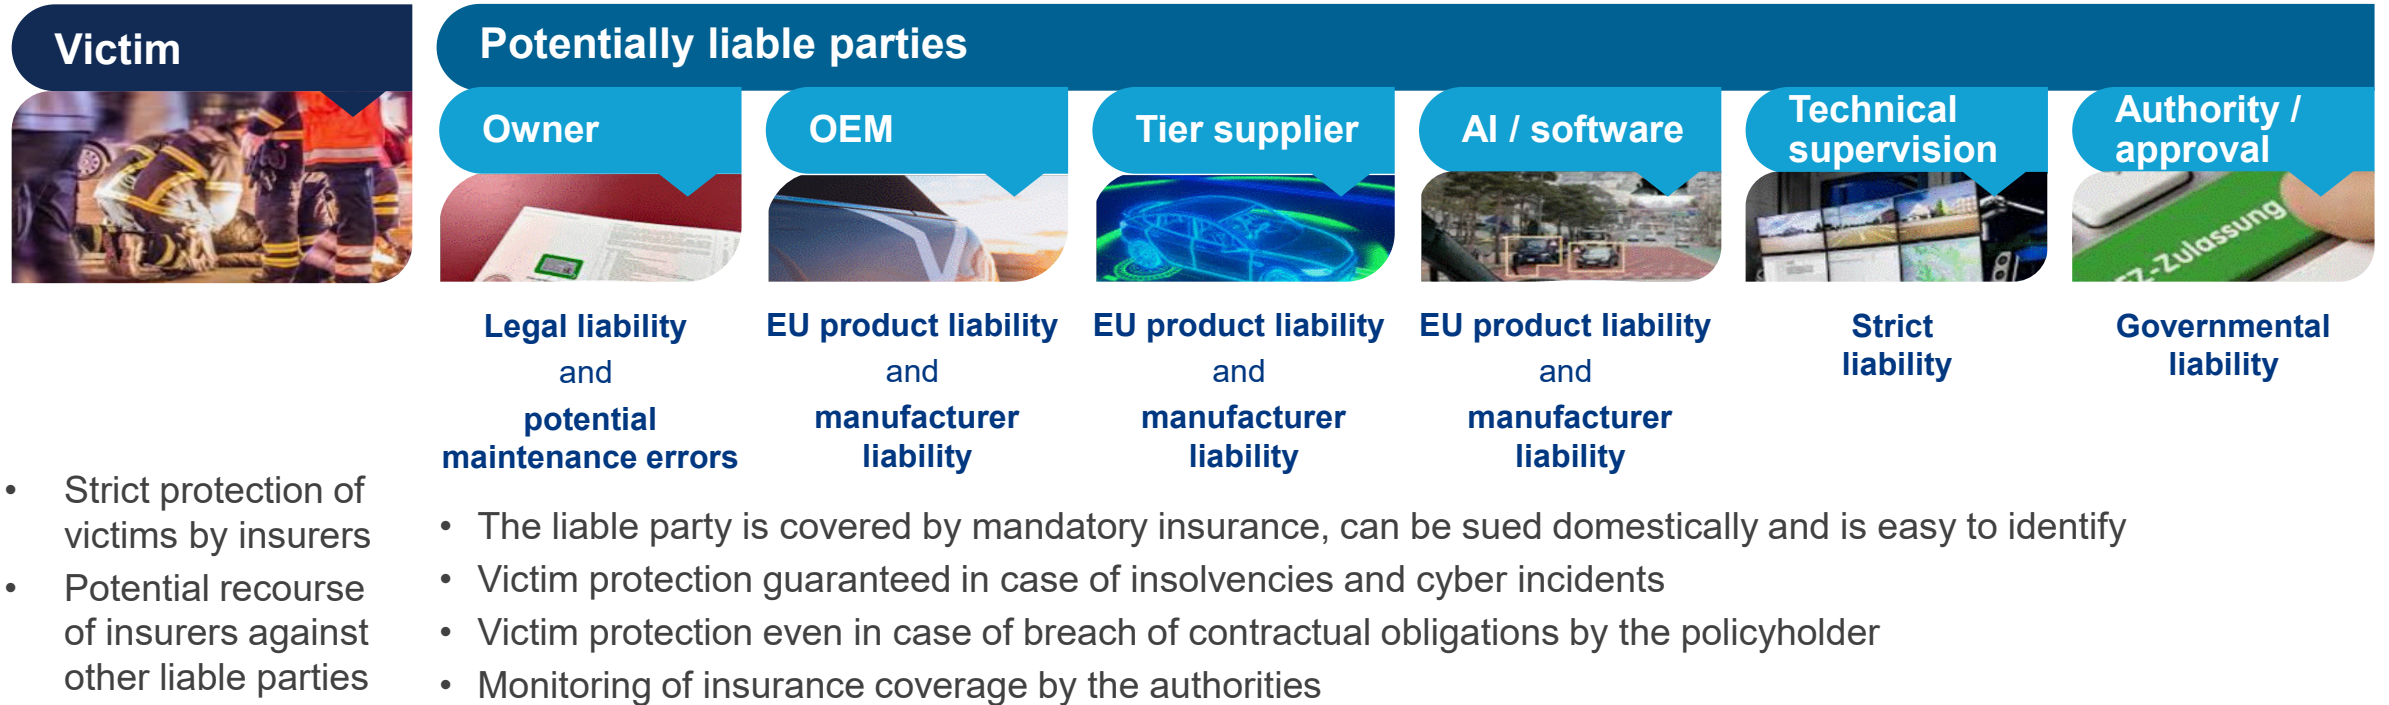 Victim
Potentially liable parties
Owner
OEM
Tier supplier
AI / software
Technical
supervision
Authority /
approval
Z-Zulassung
Legal liability
and
potential
maintenance errors
EU product liability
and
manufacturer
liability
EU product liability
and
manufacturer
liability
EU product liability
and
manufacturer
liability
Strict
liability
Governmental
liability
• Strict protection of
victims by insurers
• Potential recourse
of insurers against
other liable parties
• The liable party is covered by mandatory insurance, can be sued domestically and is easy to identify
• Victim protection guaranteed in case of insolvencies and cyber incidents
• Victim protection even in case of breach of contractual obligations by the policyholder
• Monitoring of insurance coverage by the authorities